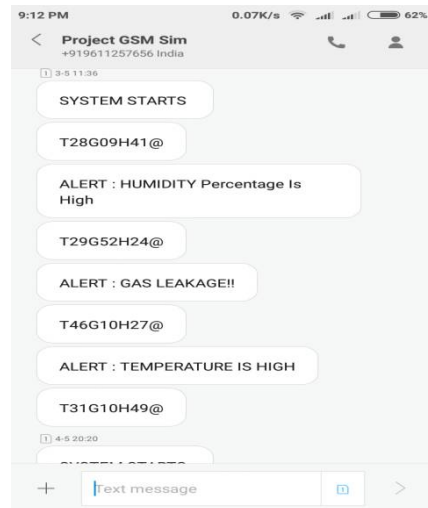 9:12 PM 0.07K/s 62%
Project GSM Sim
+919611257656 India
1 3-5 11:36
SYSTEM STARTS
T28G09H41@
ALERT : HUMIDITY Percentage Is
High
T29G52H24@
ALERT : GAS LEAKAGE!!
T46G10H27@
ALERT : TEMPERATURE IS HIGH
T31G10H49@
1 4-5 20:20
Text message 1